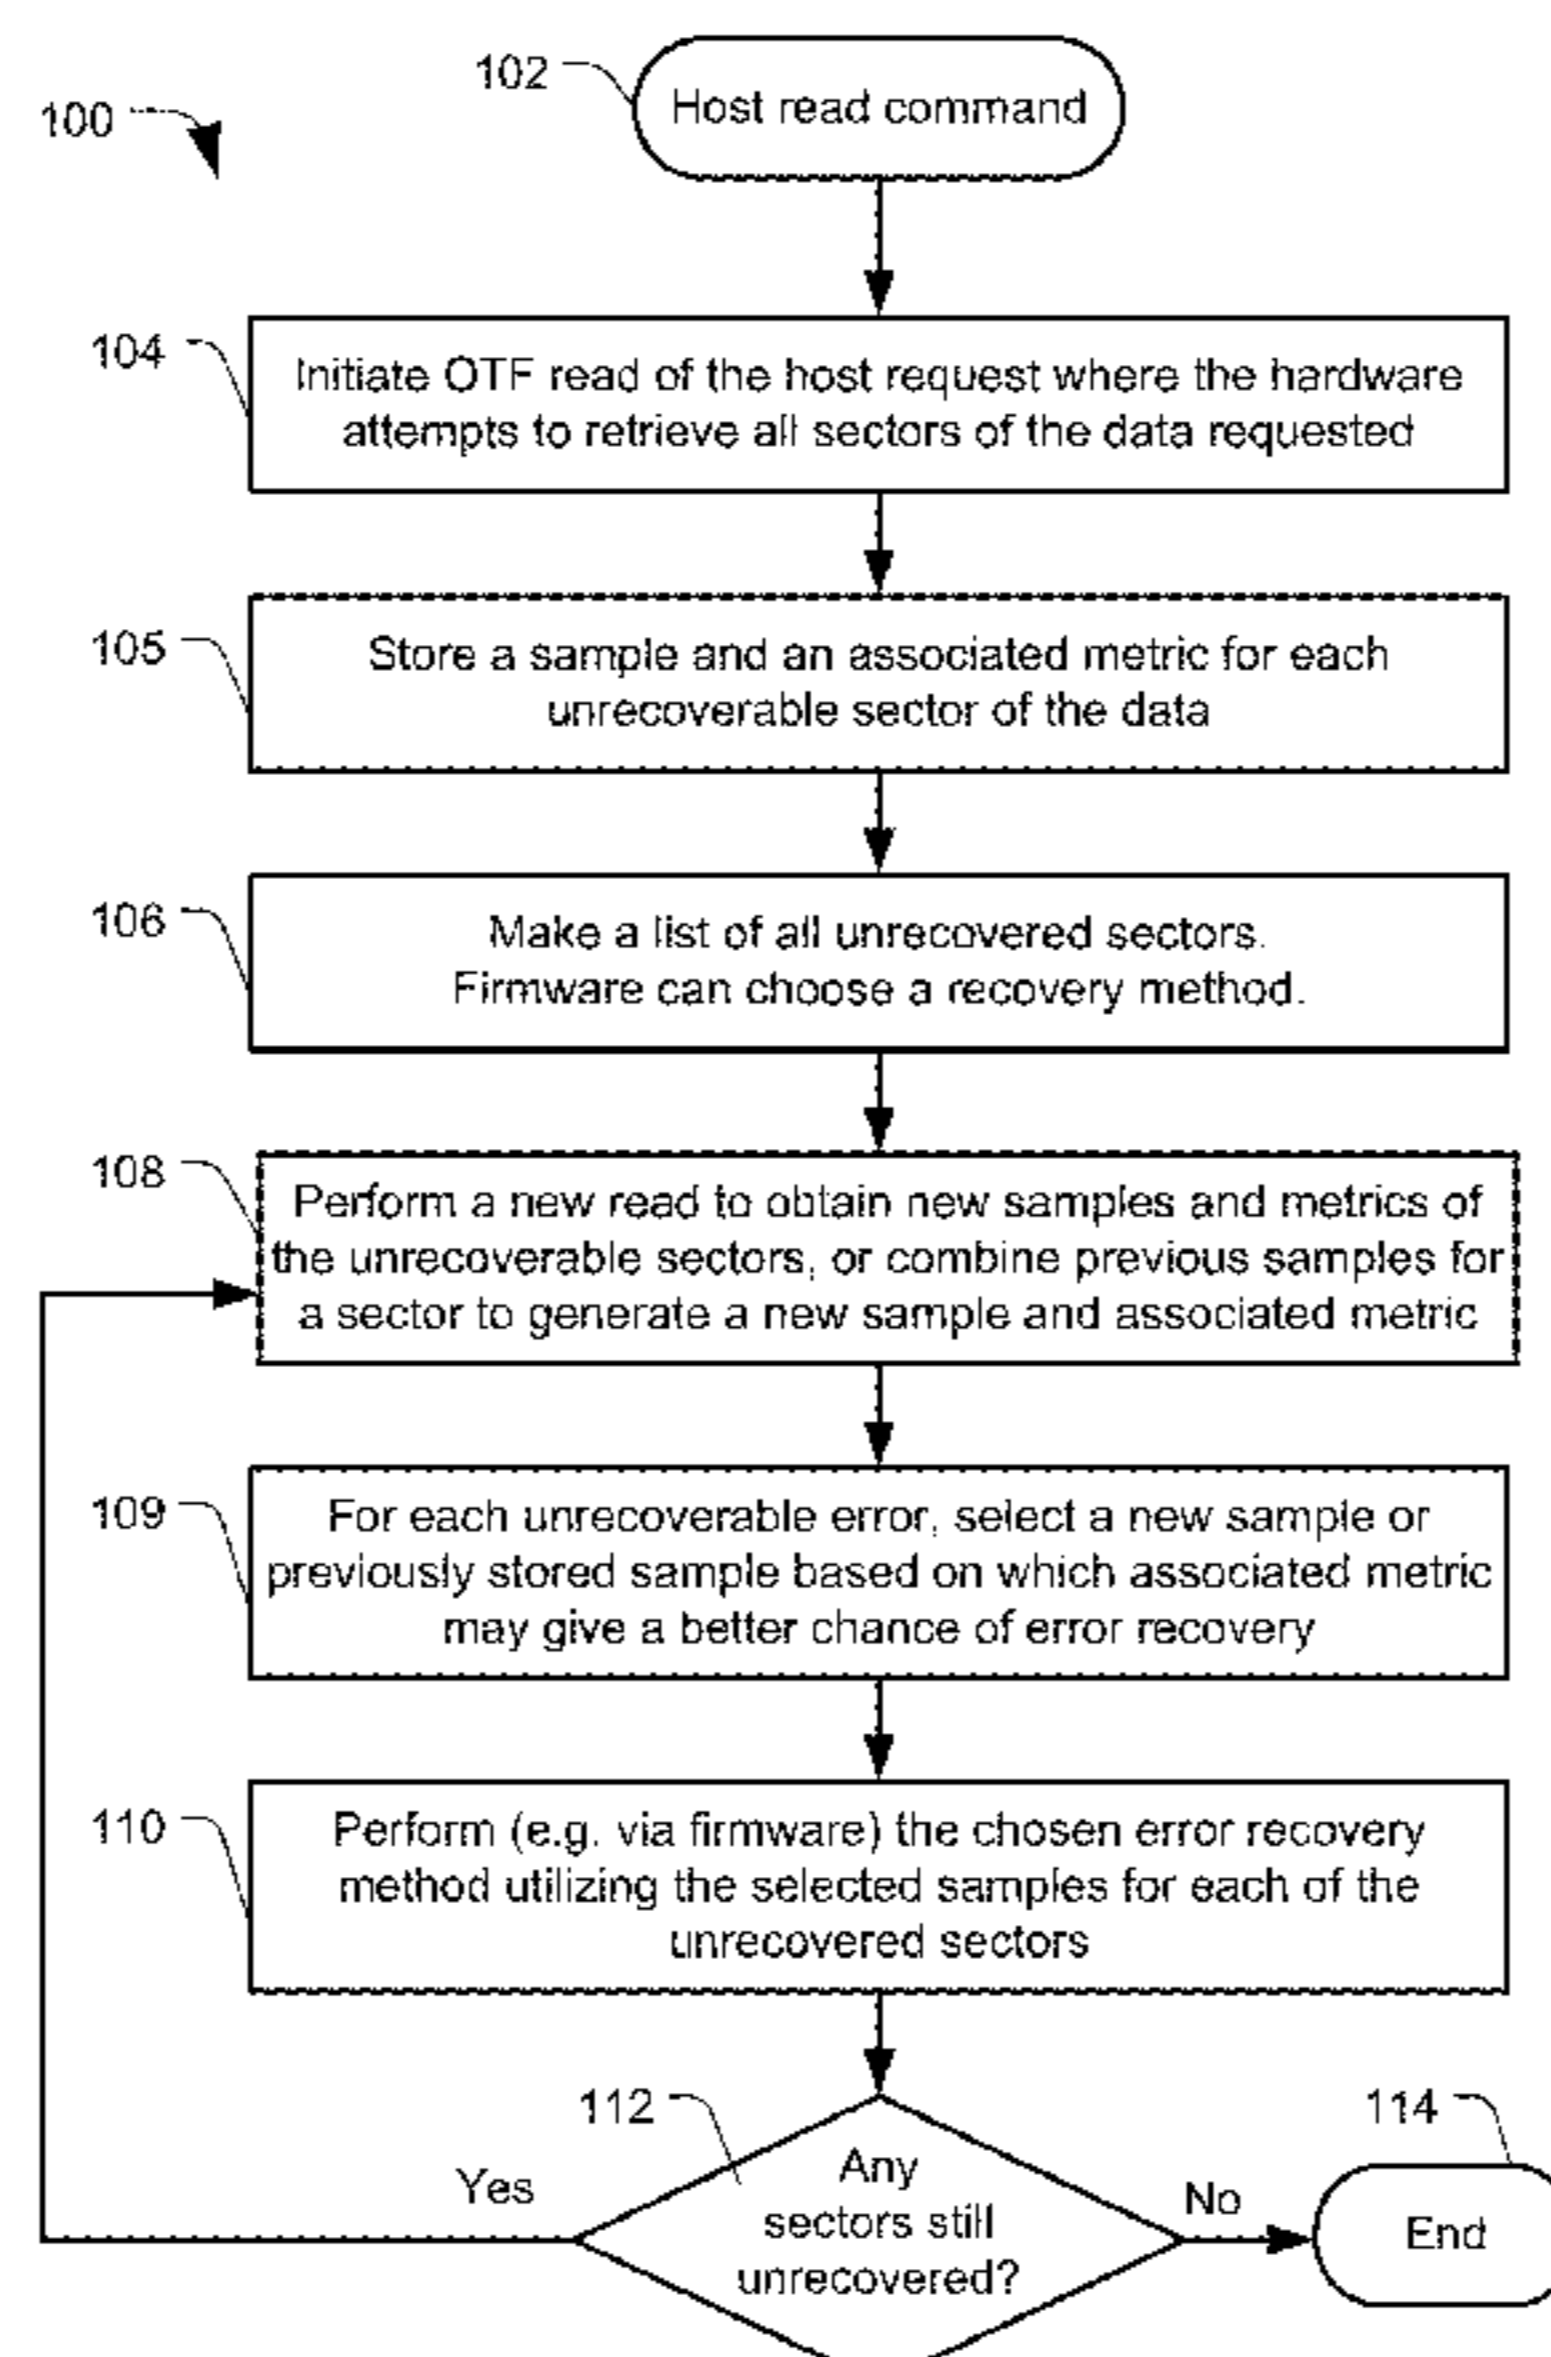 102
Host read command
100
104
Initiate OTF read of the host request where the hardware
attempts to retrieve all sectors of the data requested
105
Store a sample and an associated metric for each
unrecoverable sector of the data
106
Make a list of all unrecovered sectors.
Firmware can choose a recovery method.
108
Perform a new read to obtain new samples and metrics of
the unrecoverable sectors, or combine previous samples for
a sector to generate a new sample and associated metric
109
For each unrecoverable error, select a new sample or
previously stored sample based on which associated metric
may give a better chance of error recovery
110
Perform (e.g. via firmware) the chosen error recovery
method utilizing the selected samples for each of the
unrecovered sectors
112
114
Yes
Any
sectors still
unrecovered?
No
End